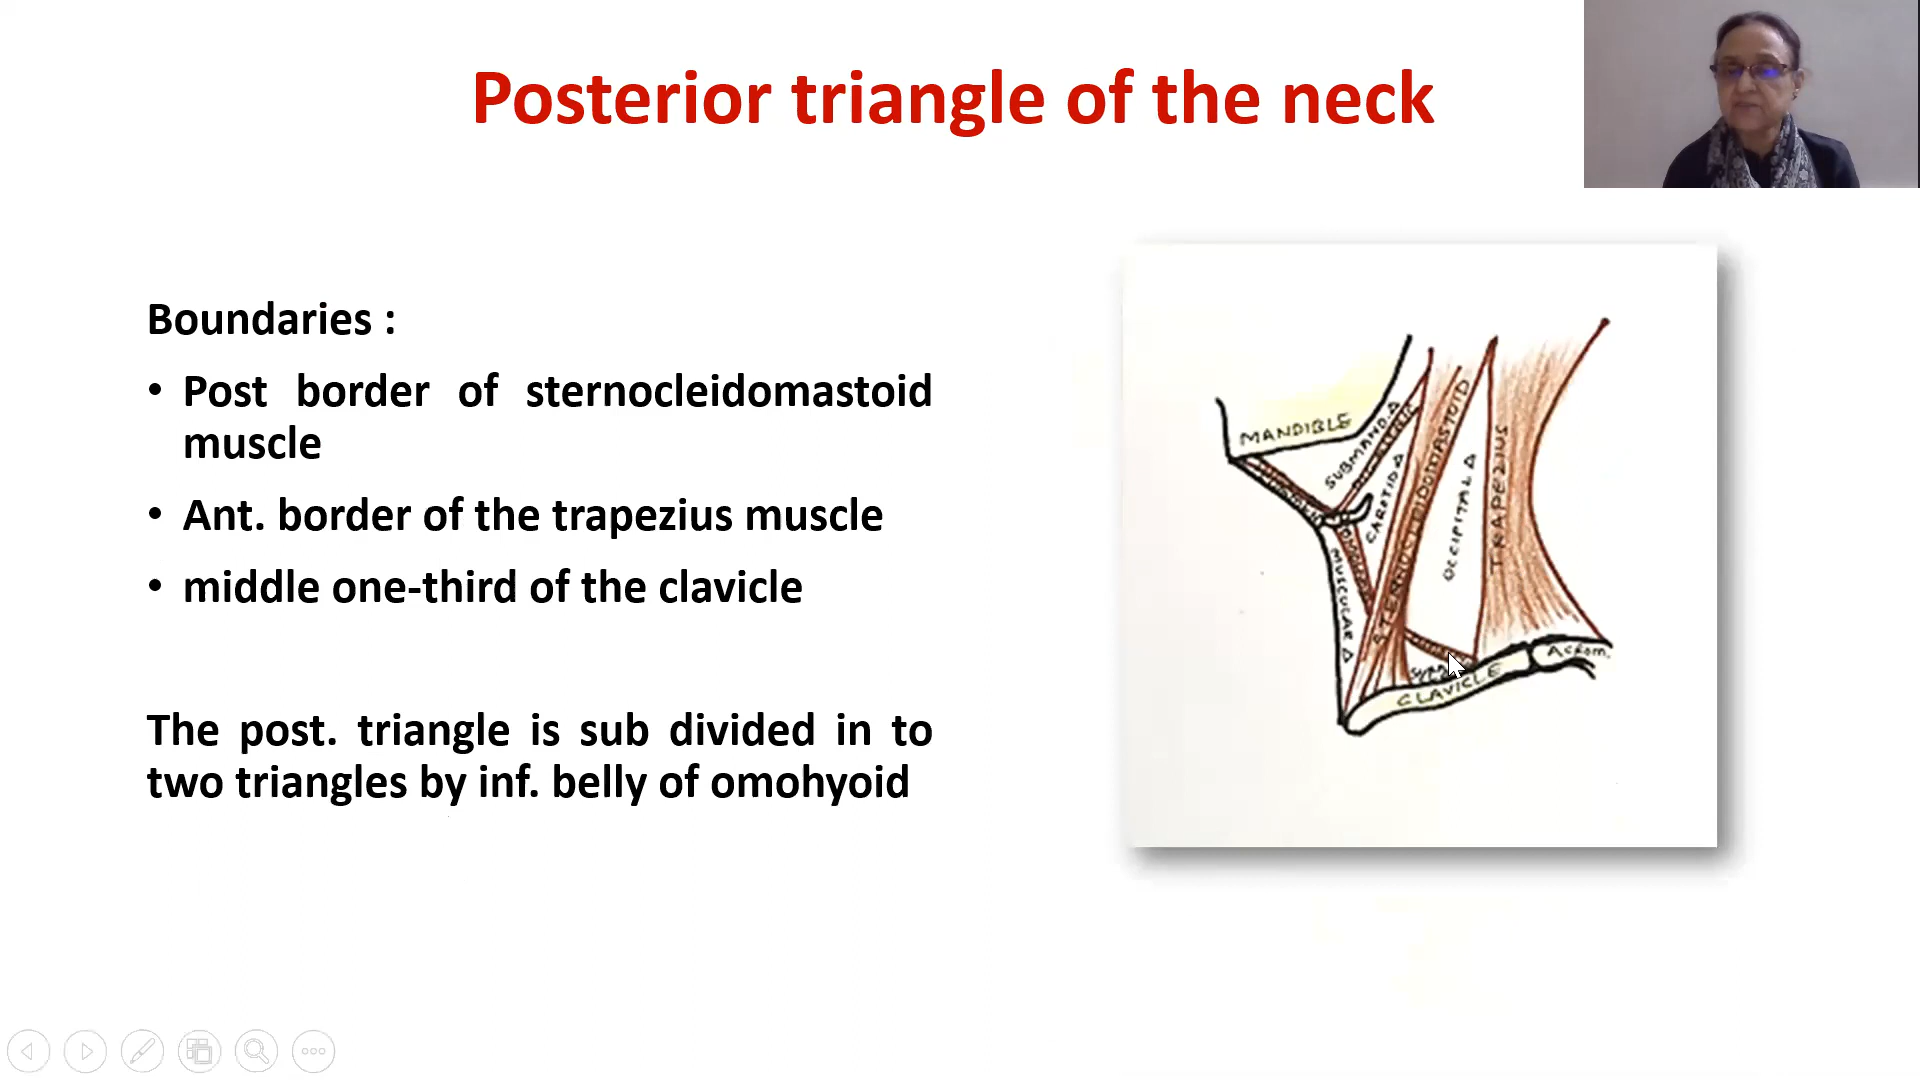 Posterior triangle of the neck
Boundaries :
• Post border of sternocleidomastoid
muscle
• Ant. border of the trapezius muscle
• middle one-third of the clavicle
The post. triangle is sub divided in to
two triangles by inf. belly of omohyoid
MANDIBLE
SUBMAND. Δ
CAROTID Δ
STERNOCLEIDOMASTOID
OCCIPITAL Δ
TRAPEZIUS
MUSCULAR Δ
CLAVICLE
Acrom.